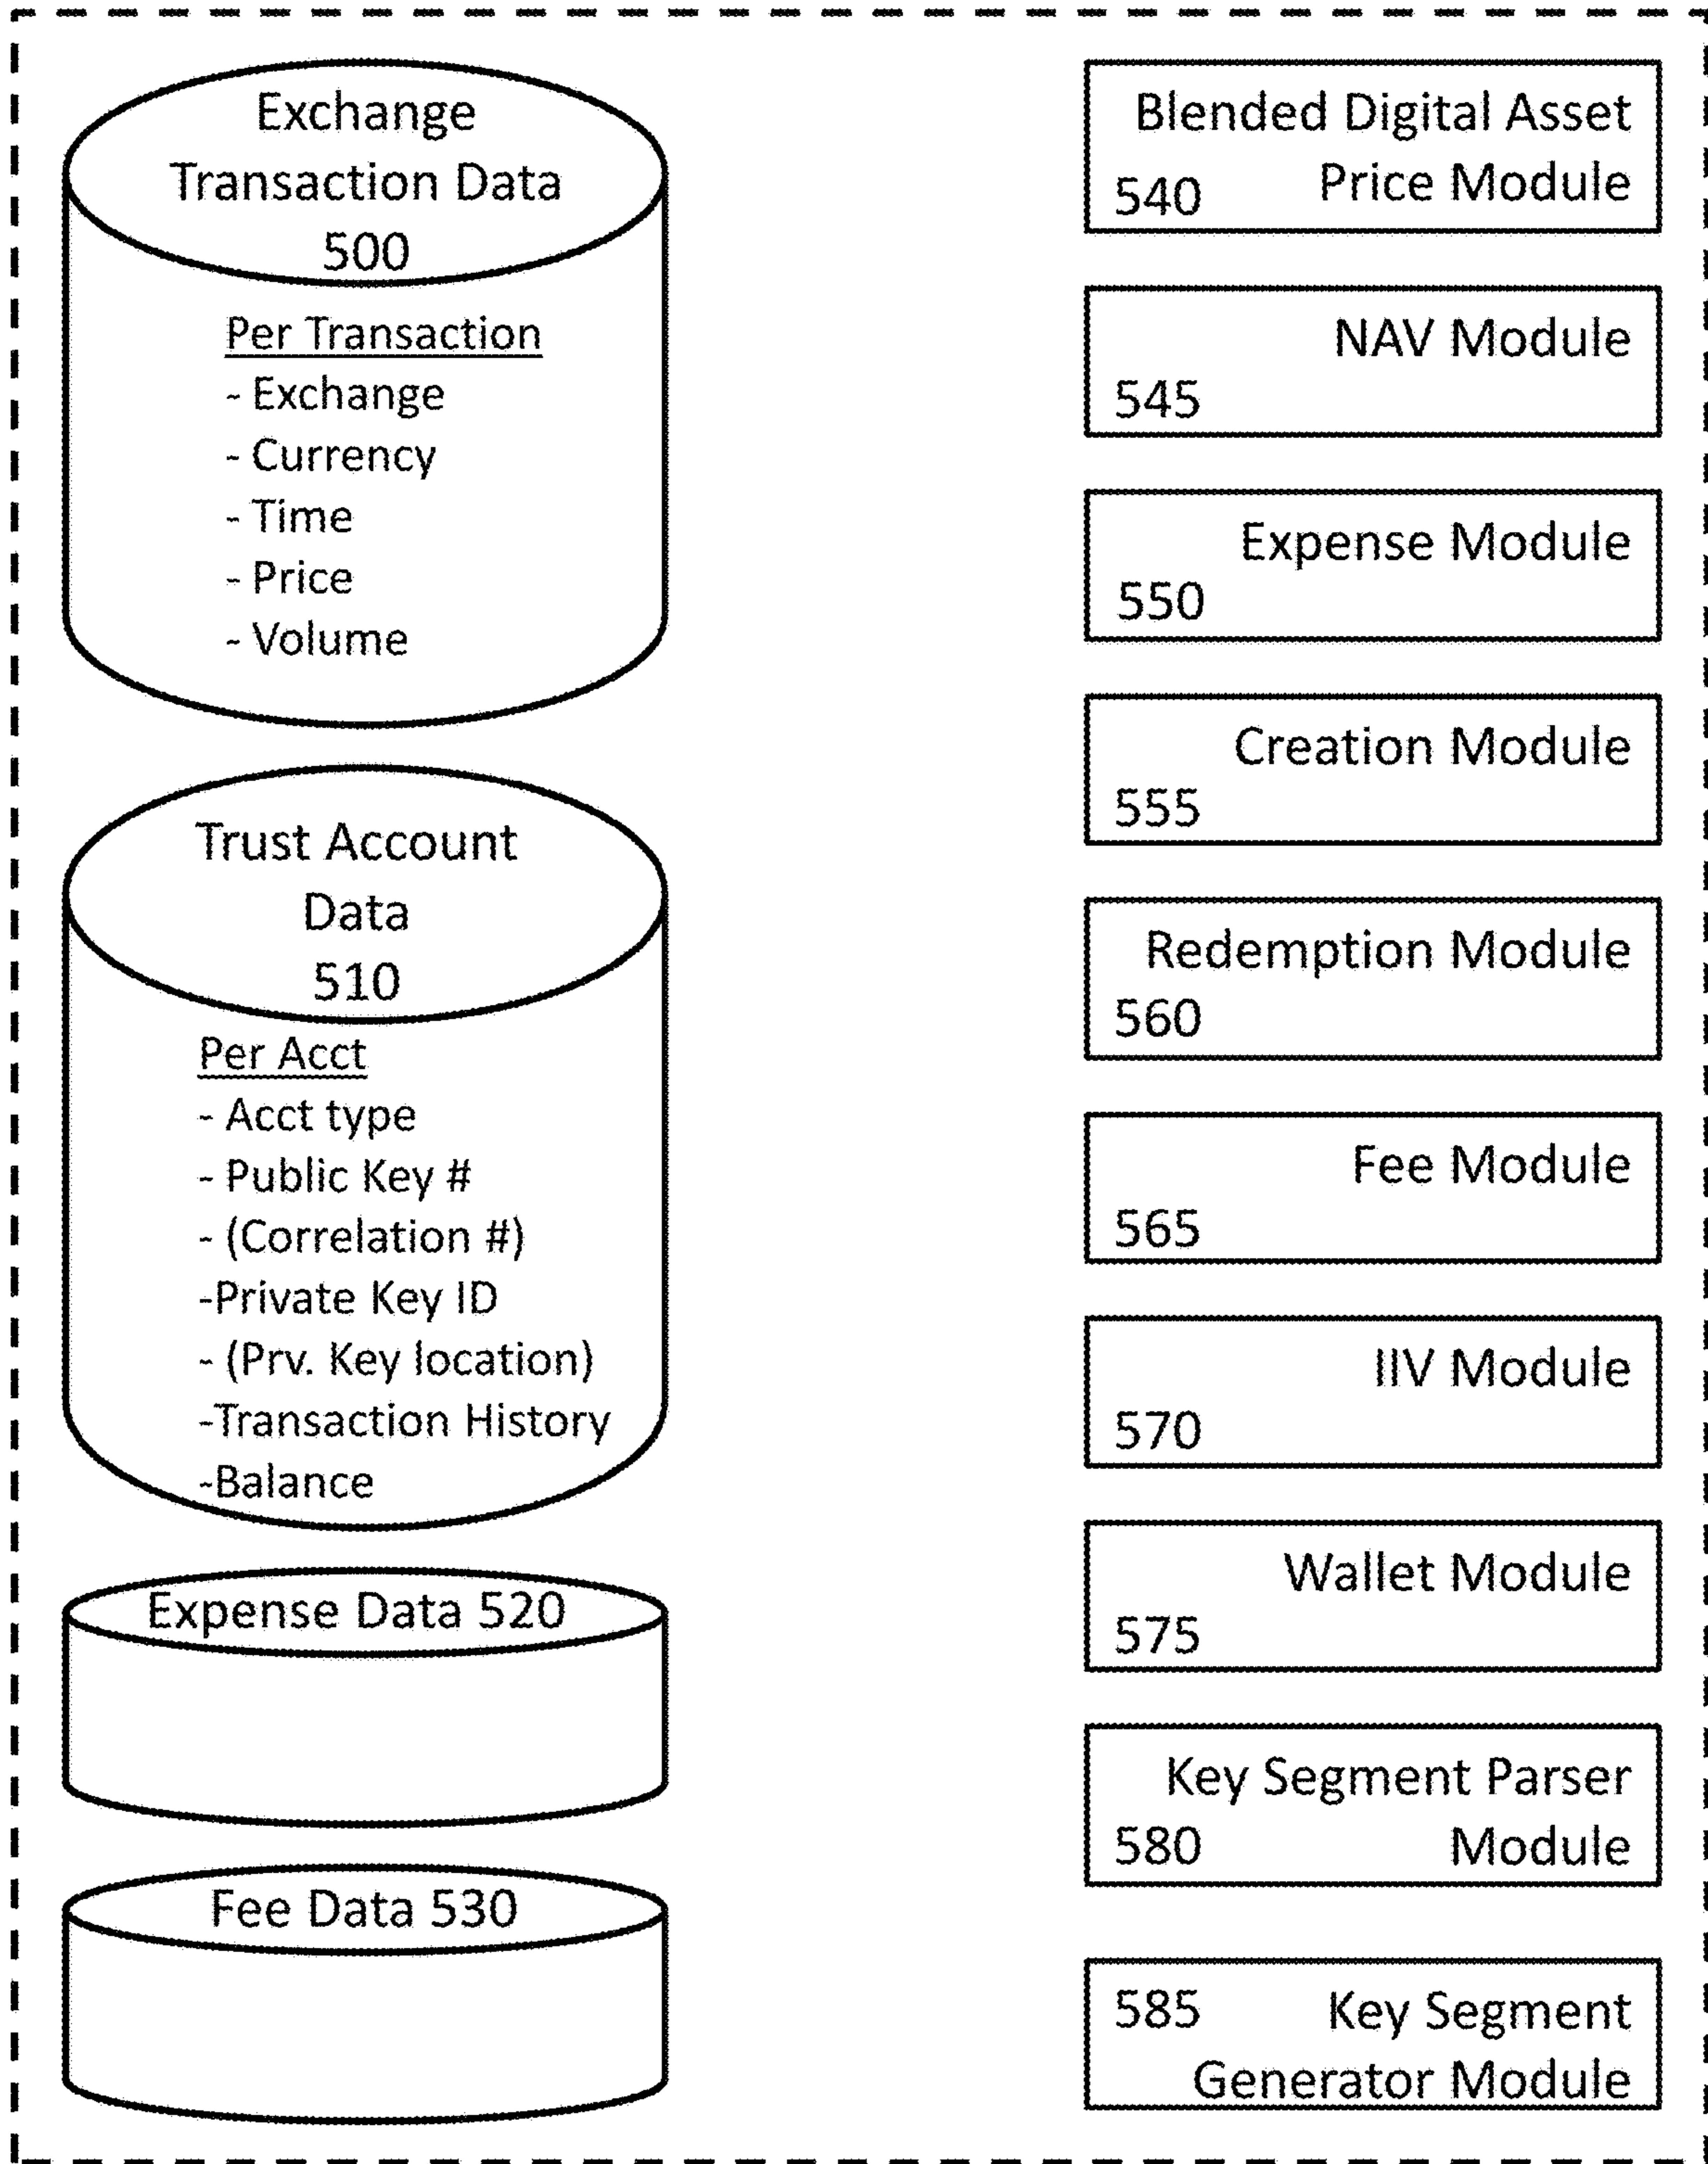 Exchange
Transaction Data
500
Per Transaction
- Exchange
- Currency
- Time
- Price
- Volume
Trust Account
Data
510
Per Acct
- Acct type
- Public Key #
- (Correlation #)
-Private Key ID
- (Prv. Key location)
-Transaction History
-Balance
Expense Data 520
Fee Data 530
Blended Digital Asset
540 Price Module
NAV Module
545
Expense Module
550
Creation Module
555
Redemption Module
560
Fee Module
565
IIV Module
570
Wallet Module
575
Key Segment Parser
580 Module
585 Key Segment
Generator Module